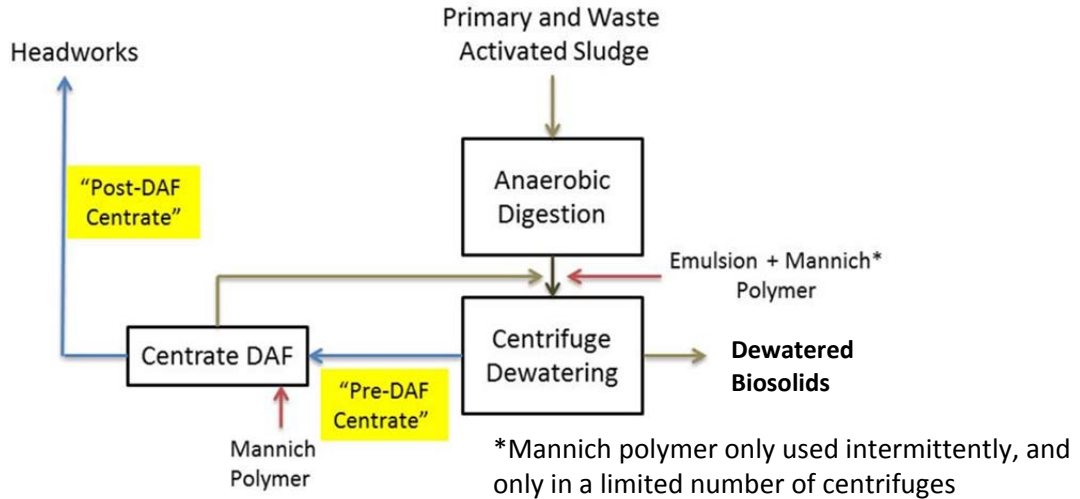 Primary and Waste
Activated Sludge
Headworks
“Post-DAF
Centrate”
Anaerobic
Digestion
Emulsion + Mannich*
Polymer
Centrate DAF
Centrifuge
Dewatering
Dewatered
Biosolids
“Pre-DAF
Centrate”
Mannich
Polymer
*Mannich polymer only used intermittently, and
only in a limited number of centrifuges